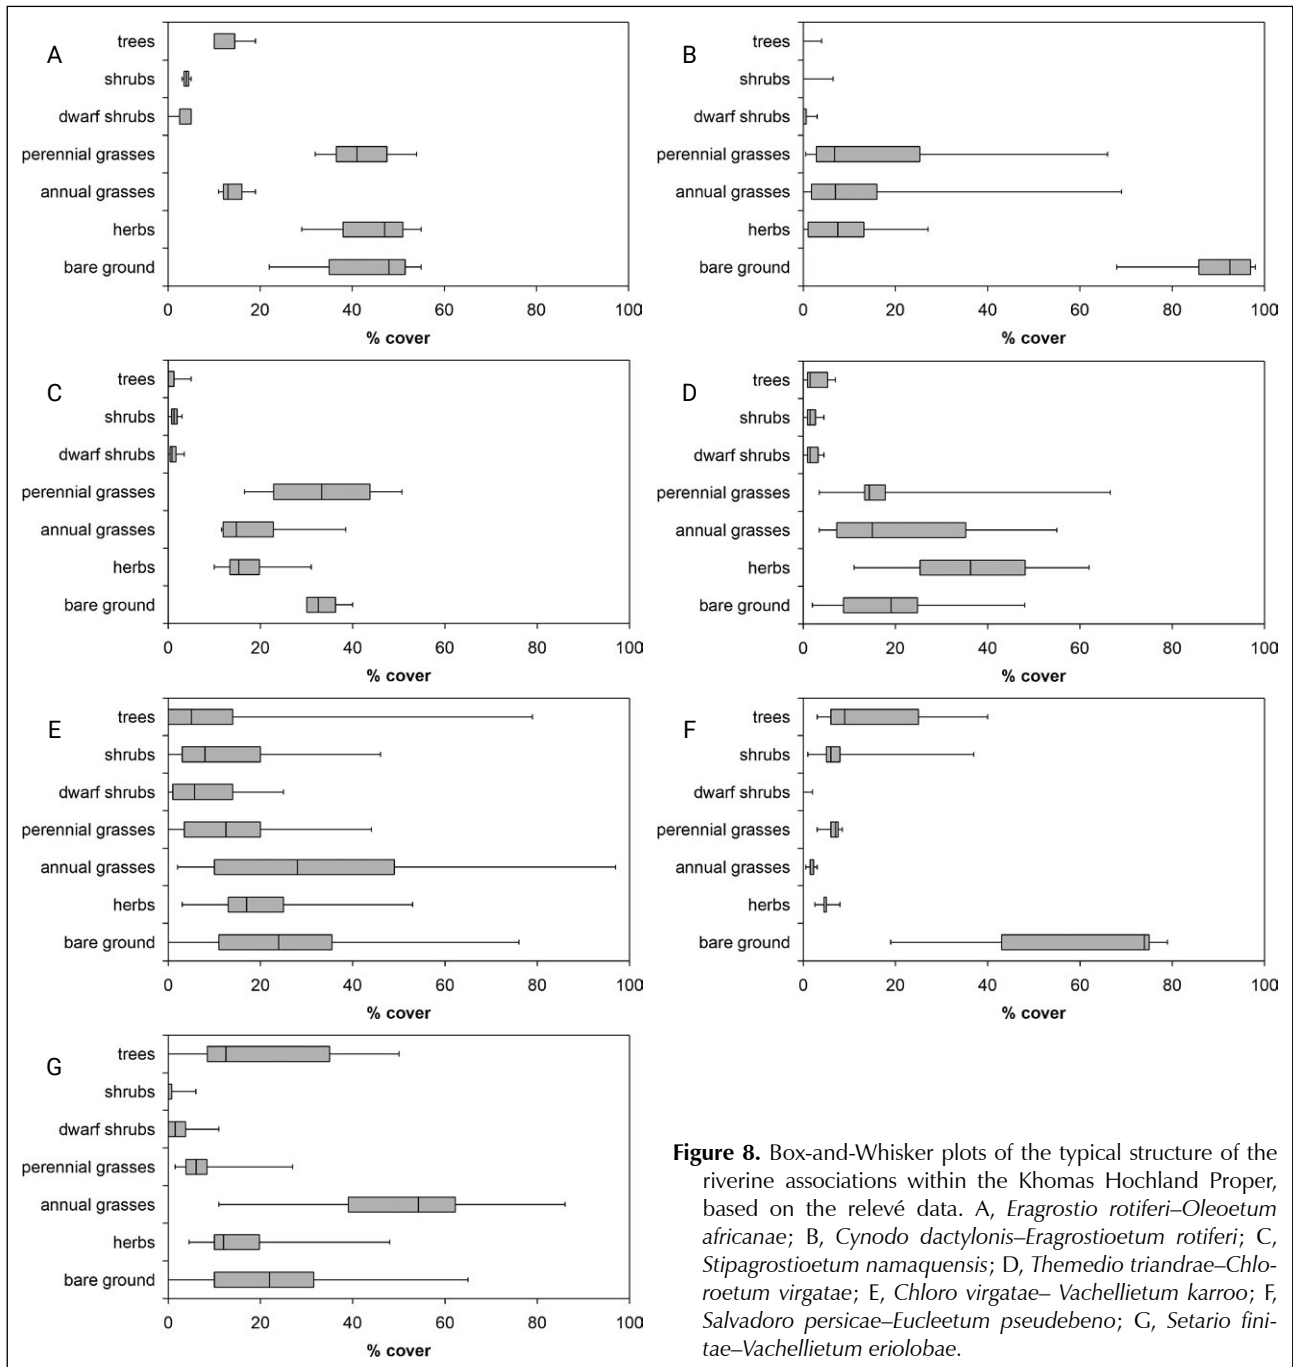 A
trees
shrubs
dwarf shrubs
perennial grasses
annual grasses
herbs
bare ground
0 20 40 60 80 100
% cover
B
trees
shrubs
dwarf shrubs
perennial grasses
annual grasses
herbs
bare ground
0 20 40 60 80 100
% cover
C
trees
shrubs
dwarf shrubs
perennial grasses
annual grasses
herbs
bare ground
0 20 40 60 80 100
% cover
D
trees
shrubs
dwarf shrubs
perennial grasses
annual grasses
herbs
bare ground
0 20 40 60 80 100
% cover
E
trees
shrubs
dwarf shrubs
perennial grasses
annual grasses
herbs
bare ground
0 20 40 60 80 100
% cover
F
trees
shrubs
dwarf shrubs
perennial grasses
annual grasses
herbs
bare ground
0 20 40 60 80 100
% cover
G
trees
shrubs
dwarf shrubs
perennial grasses
annual grasses
herbs
bare ground
0 20 40 60 80 100
% cover
Figure 8. Box-and-Whisker plots of the typical structure of the
riverine associations within the Khomas Hochland Proper,
based on the relevé data. A, Eragrostio rotiferi–Oleoetum
africanae; B, Cynodo dactylonis–Eragrostioetum rotiferi; C,
Stipagrostioetum namaquensis; D, Themedio triandrae–Chlo-
roetum virgatae; E, Chloro virgatae– Vachellietum karroo; F,
Salvadoro persicae–Eucleetum pseudebeno; G, Setario fini-
tae–Vachellietum eriolobae.